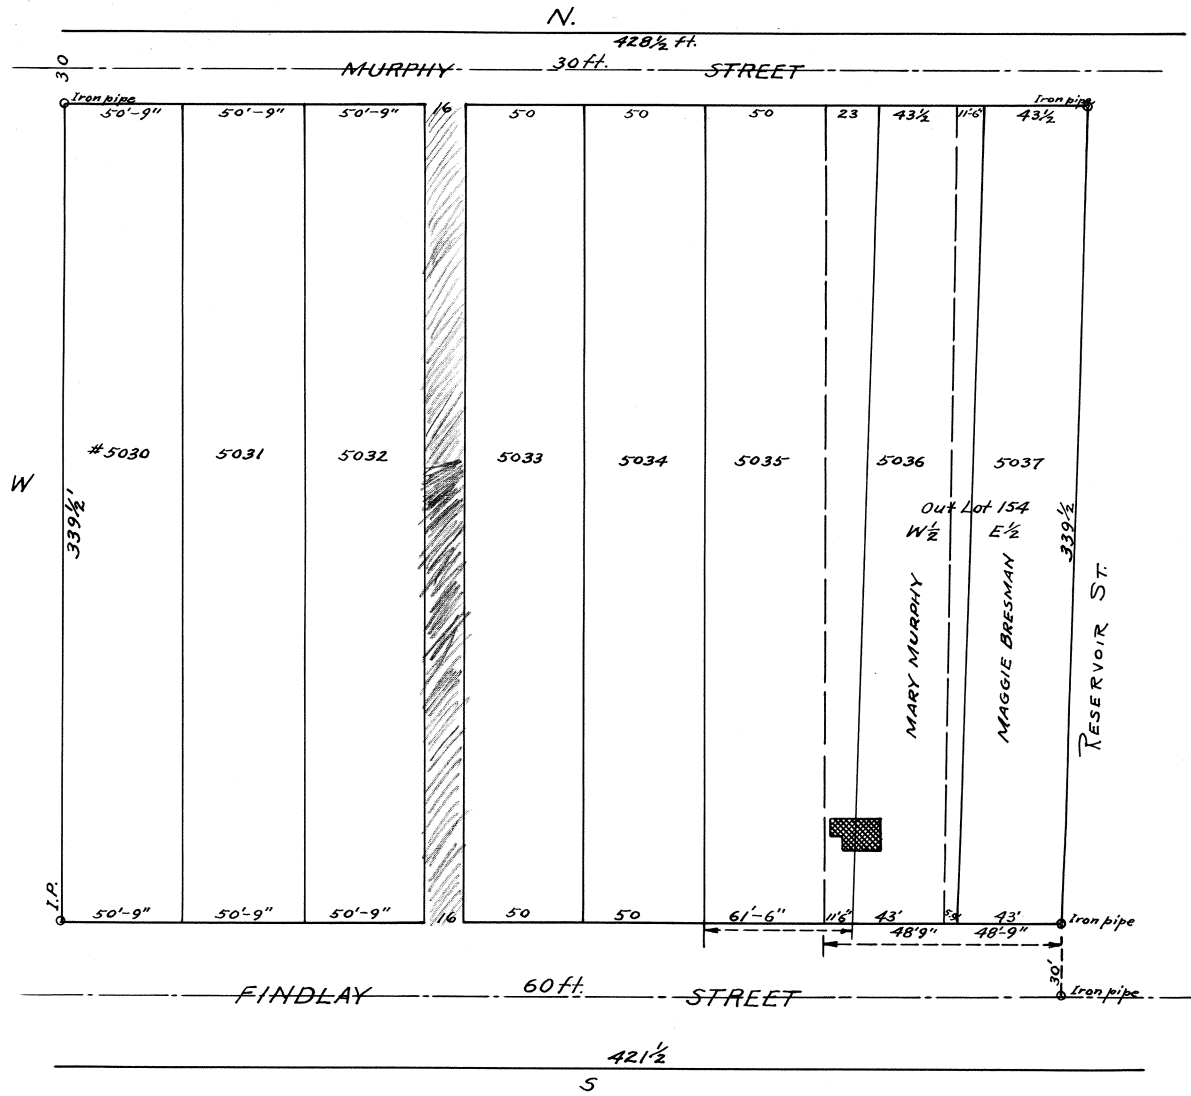 N.
428½ ft.
30
MURPHY 30ft. STREET
Iron pipe
Iron pipe
50'-9" 50'-9" 50'-9" 16 50 50 50 23 43½ 11'-6" 43½
#5030 5031 5032 5033 5034 5035 5036 5037
W
339½'
Out Lot 154
W½ E½
339½
MARY MURPHY
MAGGIE BRESMAN
RESERVOIR ST.
I.P.
50'-9" 50'-9" 50'-9" 16 50 50 61'-6" 11'6" 43' 5'-9" 43' Iron pipe
48'9" 48'-9"
30'
FINDLAY 60ft. STREET Iron pipe
421½
S